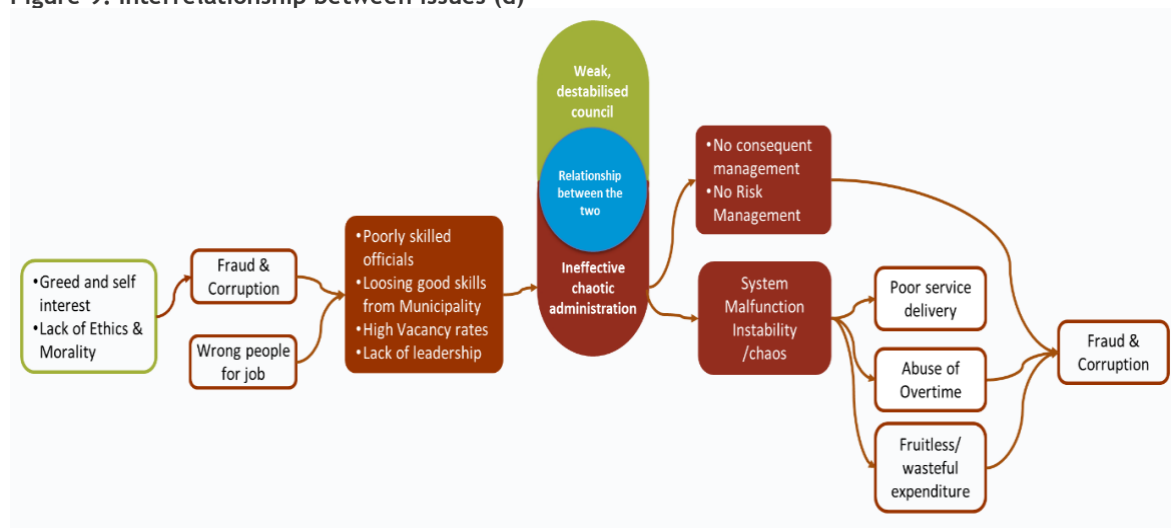 Figure 9: Interrelationship between issues (d)
•Greed and self
interest
•Lack of Ethics &
Morality
Fraud &
Corruption
Wrong people
for job
•Poorly skilled
officials
•Loosing good skills
from Municipality
•High Vacancy rates
•Lack of leadership
Weak,
destabilised
council
Relationship
between the
two
Ineffective
chaotic
administration
•No consequent
management
•No Risk
Management
System
Malfunction
Instability
/chaos
Poor service
delivery
Abuse of
Overtime
Fruitless/
wasteful
expenditure
Fraud &
Corruption